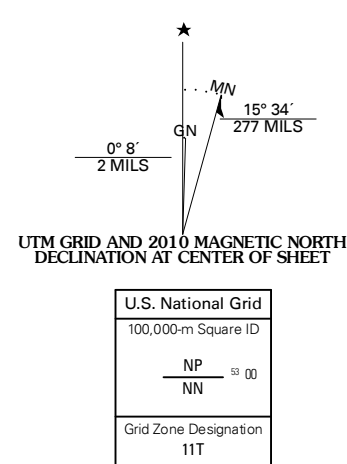 MN
15° 34´
277 MILS
GN
0° 8´
2 MILS
UTM GRID AND 2010 MAGNETIC NORTH
DECLINATION AT CENTER OF SHEET
U.S. National Grid
100,000-m Square ID
NP
53 00
NN
Grid Zone Designation
11T